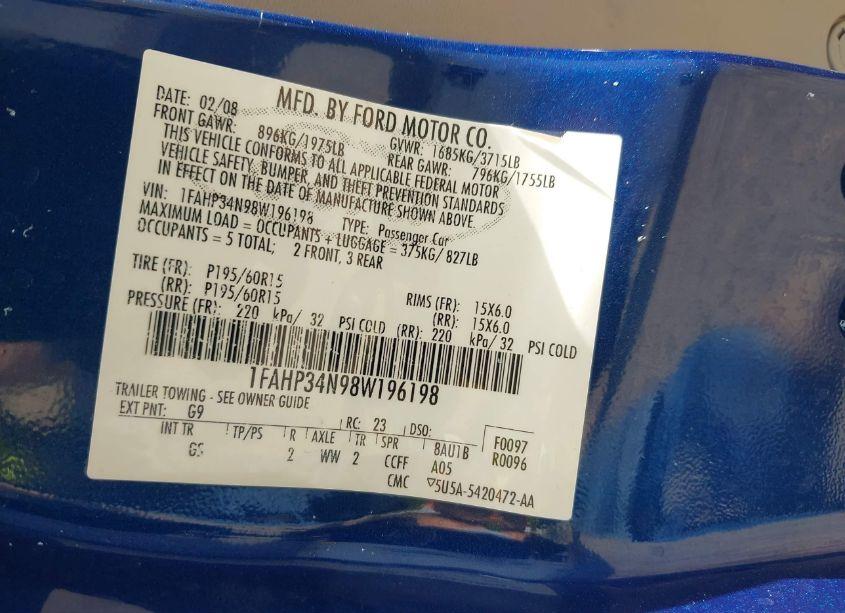 MFD. BY FORD MOTOR CO.
DATE: 02/08 GVWR: 1685KG/3715LB
FRONT GAWR: 896KG/1975LB REAR GAWR: 796KG/1755LB
THIS VEHICLE CONFORMS TO ALL APPLICABLE FEDERAL MOTOR
VEHICLE SAFETY, BUMPER, AND THEFT PREVENTION STANDARDS
IN EFFECT ON THE DATE OF MANUFACTURE SHOWN ABOVE.
VIN: 1FAHP34N98W196198 TYPE: Passenger Car
MAXIMUM LOAD = OCCUPANTS + LUGGAGE = 375KG/ 827LB
OCCUPANTS = 5 TOTAL; 2 FRONT, 3 REAR
TIRE (FR): P195/60R15 RIMS (FR): 15X6.0
(RR): P195/60R15 (RR): 15X6.0
PRESSURE (FR): 220 kPa/ 32 PSI COLD (RR): 220 kPa/ 32 PSI COLD
1FAHP34N98W196198
TRAILER TOWING - SEE OWNER GUIDE
EXT PNT: G9 RC: 23 DSO: F0097
INT TR TP/PS R AXLE TR SPR 8AU1B R0096
2 WW 2 CCFF A05
CMC ▽5U5A-5420472-AA